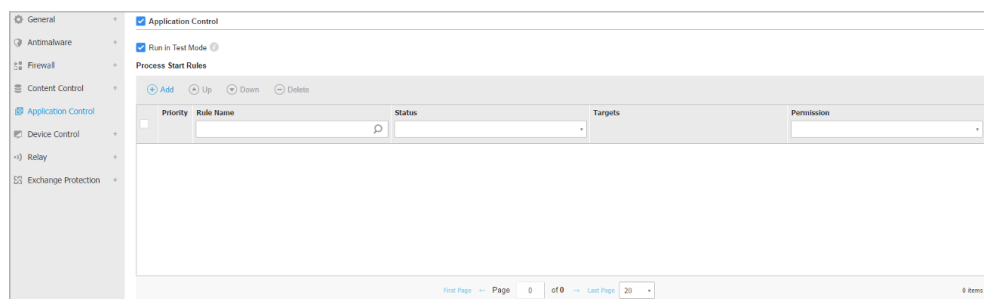 General
Antimalware
Firewall
Content Control
Application Control
Device Control
Relay
Exchange Protection
Application Control
Run in Test Mode
Process Start Rules
Add Up Down Delete
Priority Rule Name Status Targets Permission
First Page ← Page 0 of 0 → Last Page 20 0 items